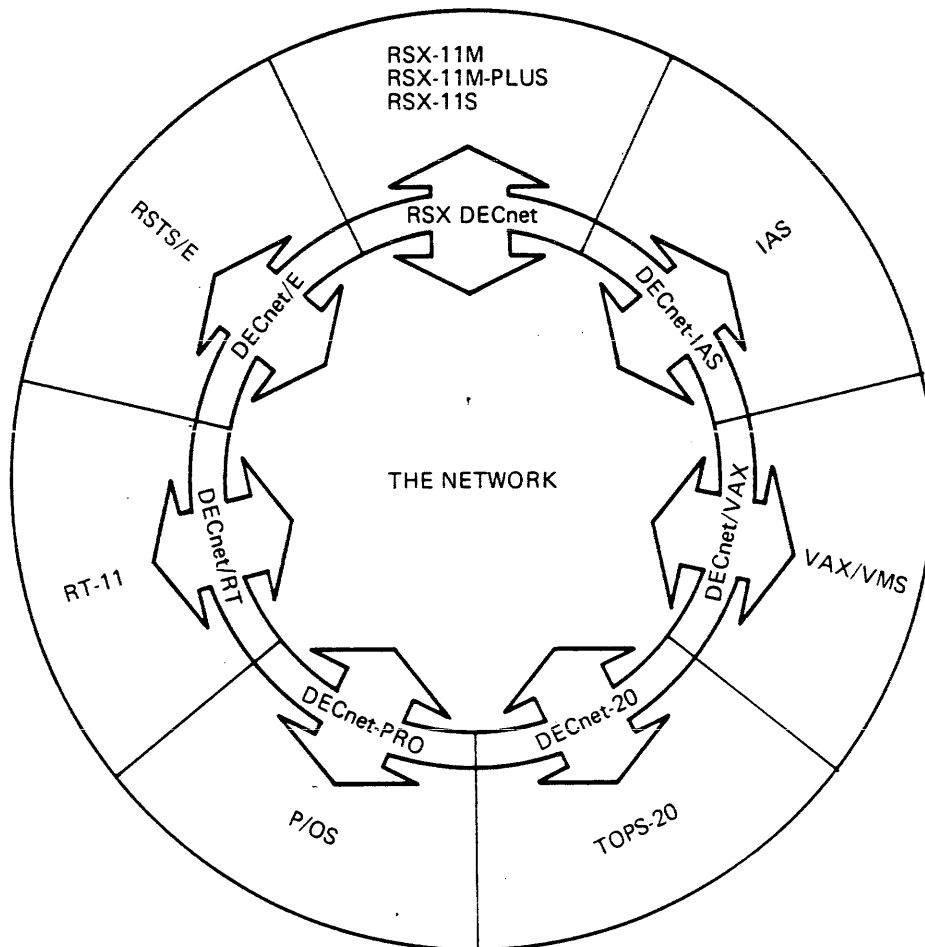 RSX-11M
RSX-11M-PLUS
RSX-11S
RSX DECnet
RSTS/E
DECnet/E
IAS
DECnet-IAS
THE NETWORK
RT-11
DECnet/RT
DECnet/VAX
VAX/VMS
DECnet-PRO
P/OS
DECnet-20
TOPS-20